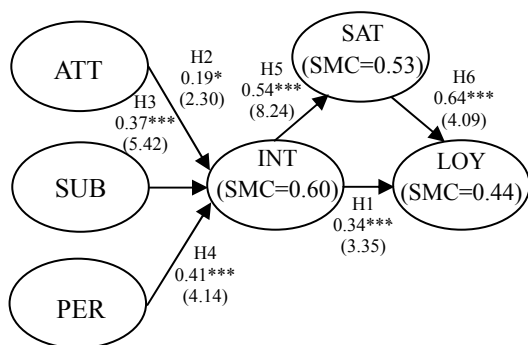 ATT
H2
0.19*
(2.30)
H3
0.37***
(5.42)
SUB
H4
0.41***
(4.14)
PER
INT
(SMC=0.60)
H5
0.54***
(8.24)
SAT
(SMC=0.53)
H6
0.64***
(4.09)
H1
0.34***
(3.35)
LOY
(SMC=0.44)